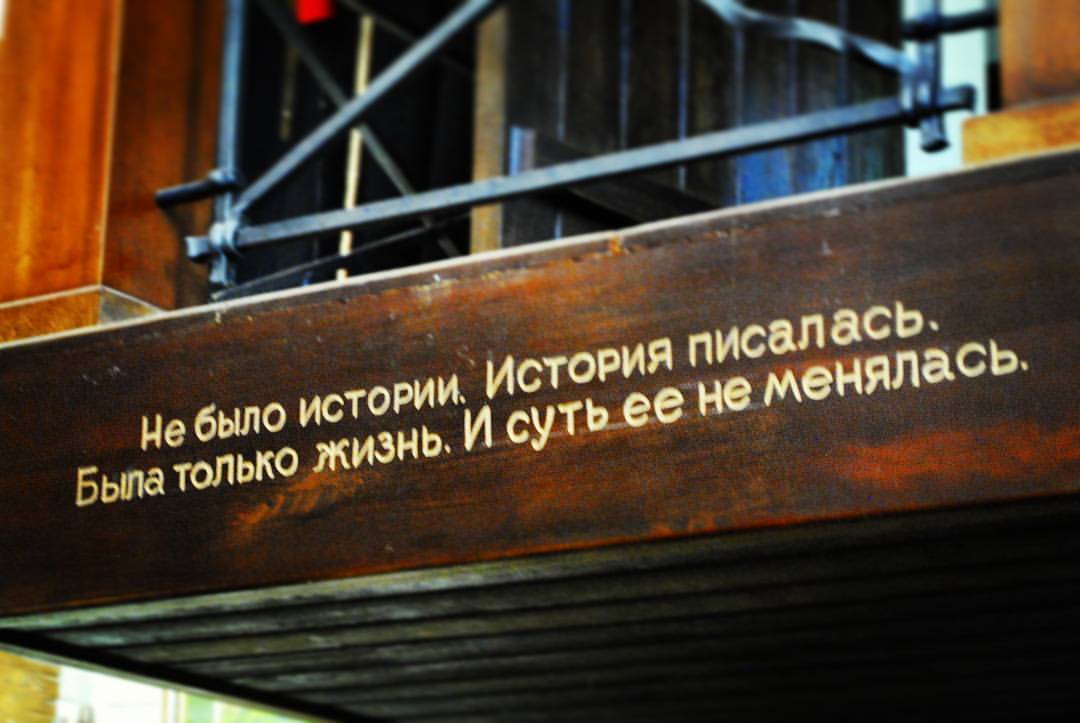 Не было истории. История писалась.
Была только жизнь. И суть ее не менялась.